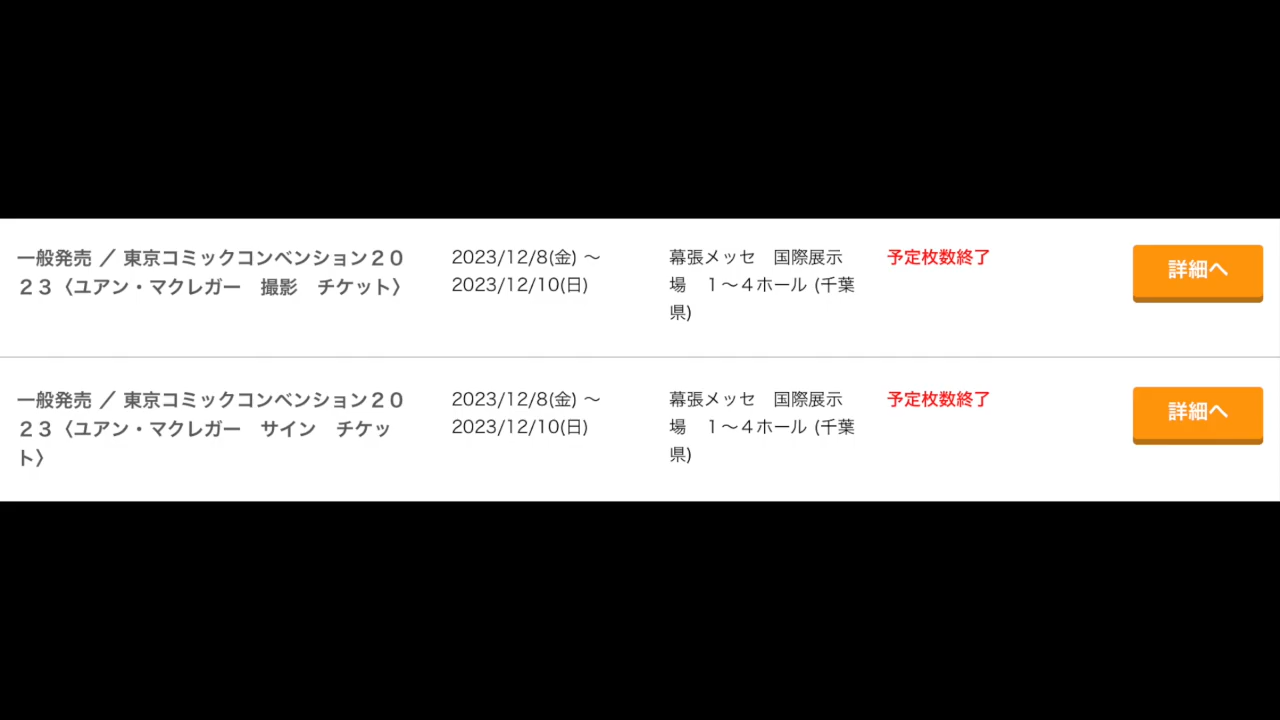 一般発売 ／ 東京コミックコンベンション２０
２３〈ユアン・マクレガー　撮影　チケット〉
2023/12/8(金) ～
2023/12/10(日)
幕張メッセ　国際展示
場　１～４ホール (千葉
県)
予定枚数終了
詳細へ
一般発売 ／ 東京コミックコンベンション２０
２３〈ユアン・マクレガー　サイン　チケッ
ト〉
2023/12/8(金) ～
2023/12/10(日)
幕張メッセ　国際展示
場　１～４ホール (千葉
県)
予定枚数終了
詳細へ